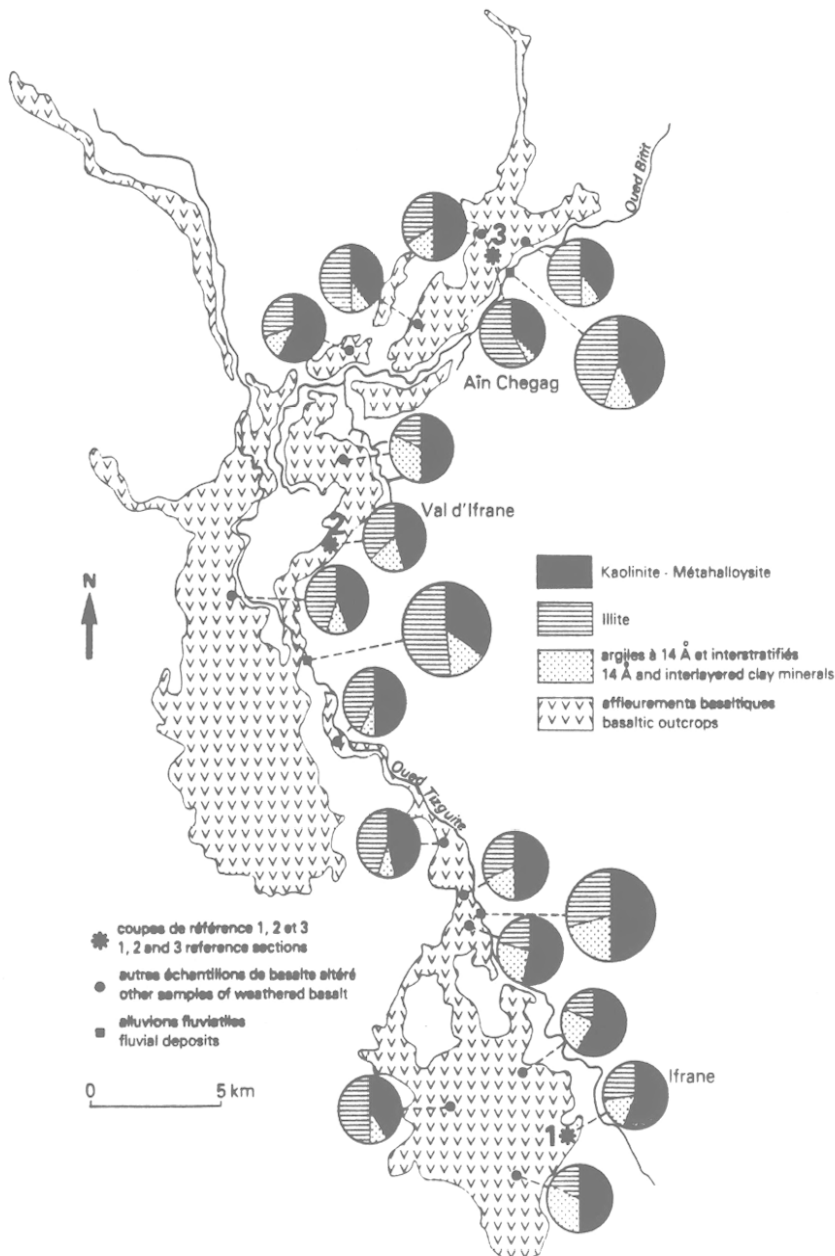 Oued Bitit
3
Aïn Chegag
Val d'Ifrane
2
N
Kaolinite - Métahalloysite
Illite
argiles à 14 Å et interstratifiés
14 Å and interlayered clay minerals
affleurements basaltiques
basaltic outcrops
Oued Tizguite
coupes de référence 1, 2 et 3
1, 2 and 3 reference sections
autres échantillons de basalte altéré
other samples of weathered basalt
alluvions fluviatiles
fluvial deposits
0 5 km
Ifrane
1